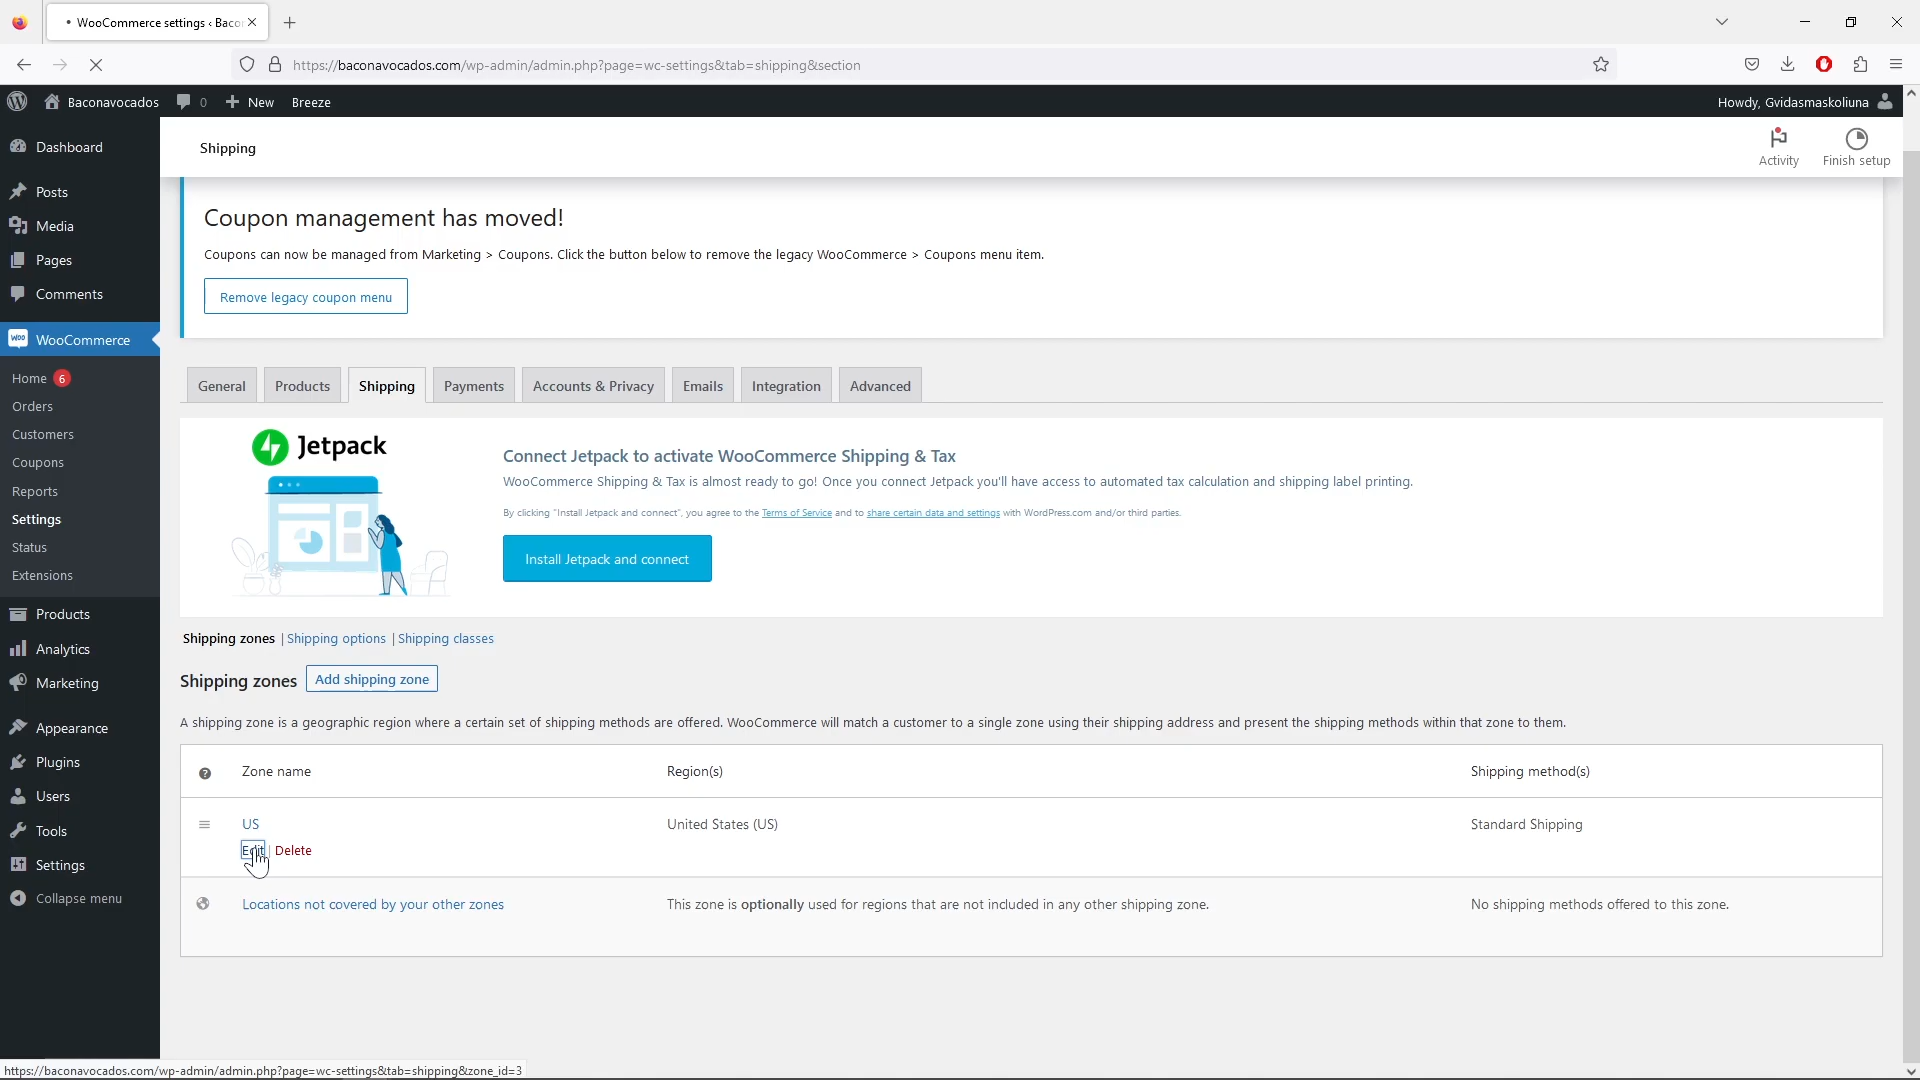 WooCommerce settings ‹ Baco
https://baconavocados.com/wp-admin/admin.php?page=wc-settings&tab=shipping&section
Baconavocados
0
New
Breeze
Howdy, Gvidasmaskoliuna
Dashboard
Posts
Media
Pages
Comments
Woo
WooCommerce
Home 6
Orders
Customers
Coupons
Reports
Settings
Status
Extensions
Products
Analytics
Marketing
Appearance
Plugins
Users
Tools
Settings
Collapse menu
Shipping
Activity
Finish setup
Coupon management has moved!
Coupons can now be managed from Marketing > Coupons. Click the button below to remove the legacy WooCommerce > Coupons menu item.
Remove legacy coupon menu
General
Products
Shipping
Payments
Accounts & Privacy
Emails
Integration
Advanced
Jetpack
Connect Jetpack to activate WooCommerce Shipping & Tax
WooCommerce Shipping & Tax is almost ready to go! Once you connect Jetpack you'll have access to automated tax calculation and shipping label printing.
By clicking "Install Jetpack and connect", you agree to the Terms of Service and to share certain data and settings with WordPress.com and/or third parties.
Install Jetpack and connect
Shipping zones | Shipping options | Shipping classes
Shipping zones
Add shipping zone
A shipping zone is a geographic region where a certain set of shipping methods are offered. WooCommerce will match a customer to a single zone using their shipping address and present the shipping methods within that zone to them.
Zone name
Region(s)
Shipping method(s)
US
United States (US)
Standard Shipping
Edit | Delete
Locations not covered by your other zones
This zone is optionally used for regions that are not included in any other shipping zone.
No shipping methods offered to this zone.
https://baconavocados.com/wp-admin/admin.php?page=wc-settings&tab=shipping&zone_id=3